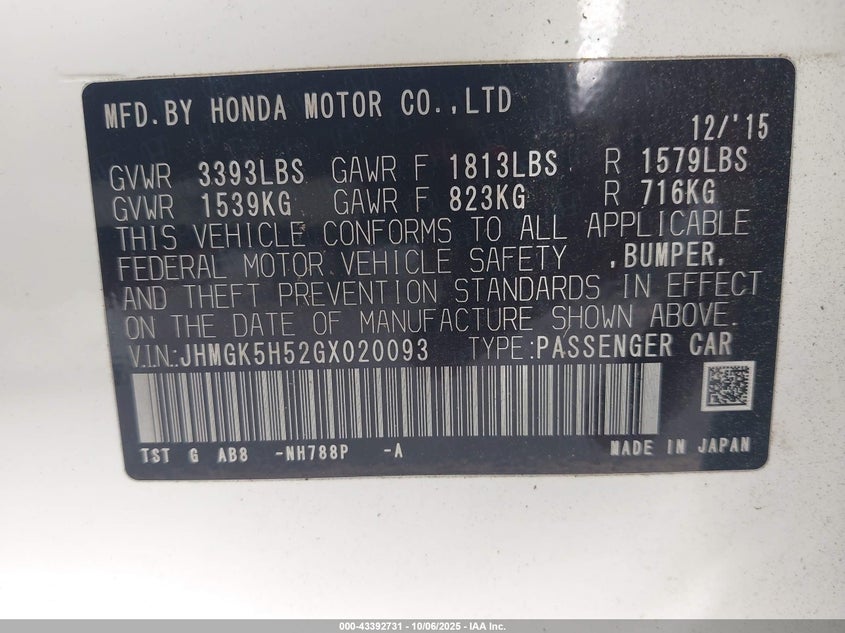 MFD.BY HONDA MOTOR CO.,LTD
12/'15
GVWR 3393LBS GAWR F 1813LBS R 1579LBS
GVWR 1539KG GAWR F 823KG R 716KG
THIS VEHICLE CONFORMS TO ALL APPLICABLE
FEDERAL MOTOR VEHICLE SAFETY ,BUMPER,
AND THEFT PREVENTION STANDARDS IN EFFECT
ON THE DATE OF MANUFACTURE SHOWN ABOVE.
V.I.N:JHMGK5H52GX020093 TYPE:PASSENGER CAR
TST G AB8 -NH788P -A MADE IN JAPAN
000-43392731 - 10/06/2025 - IAA Inc.